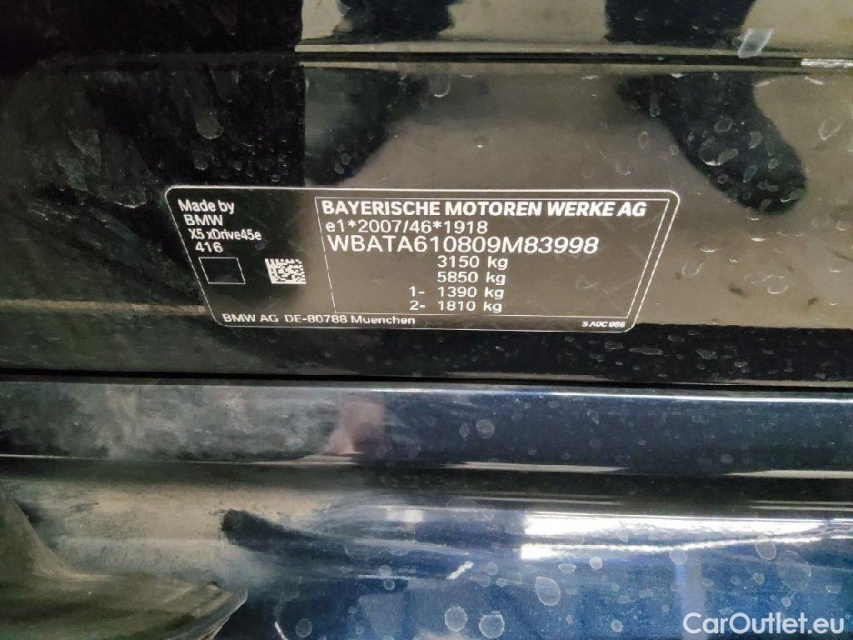 Made by
BMW
X5 xDrive45e
416
BAYERISCHE MOTOREN WERKE AG
e1*2007/46*1918
WBATA610809M83998
3150 kg
5850 kg
1- 1390 kg
2- 1810 kg
BMW AG DE-80788 Muenchen
CarOutlet.eu